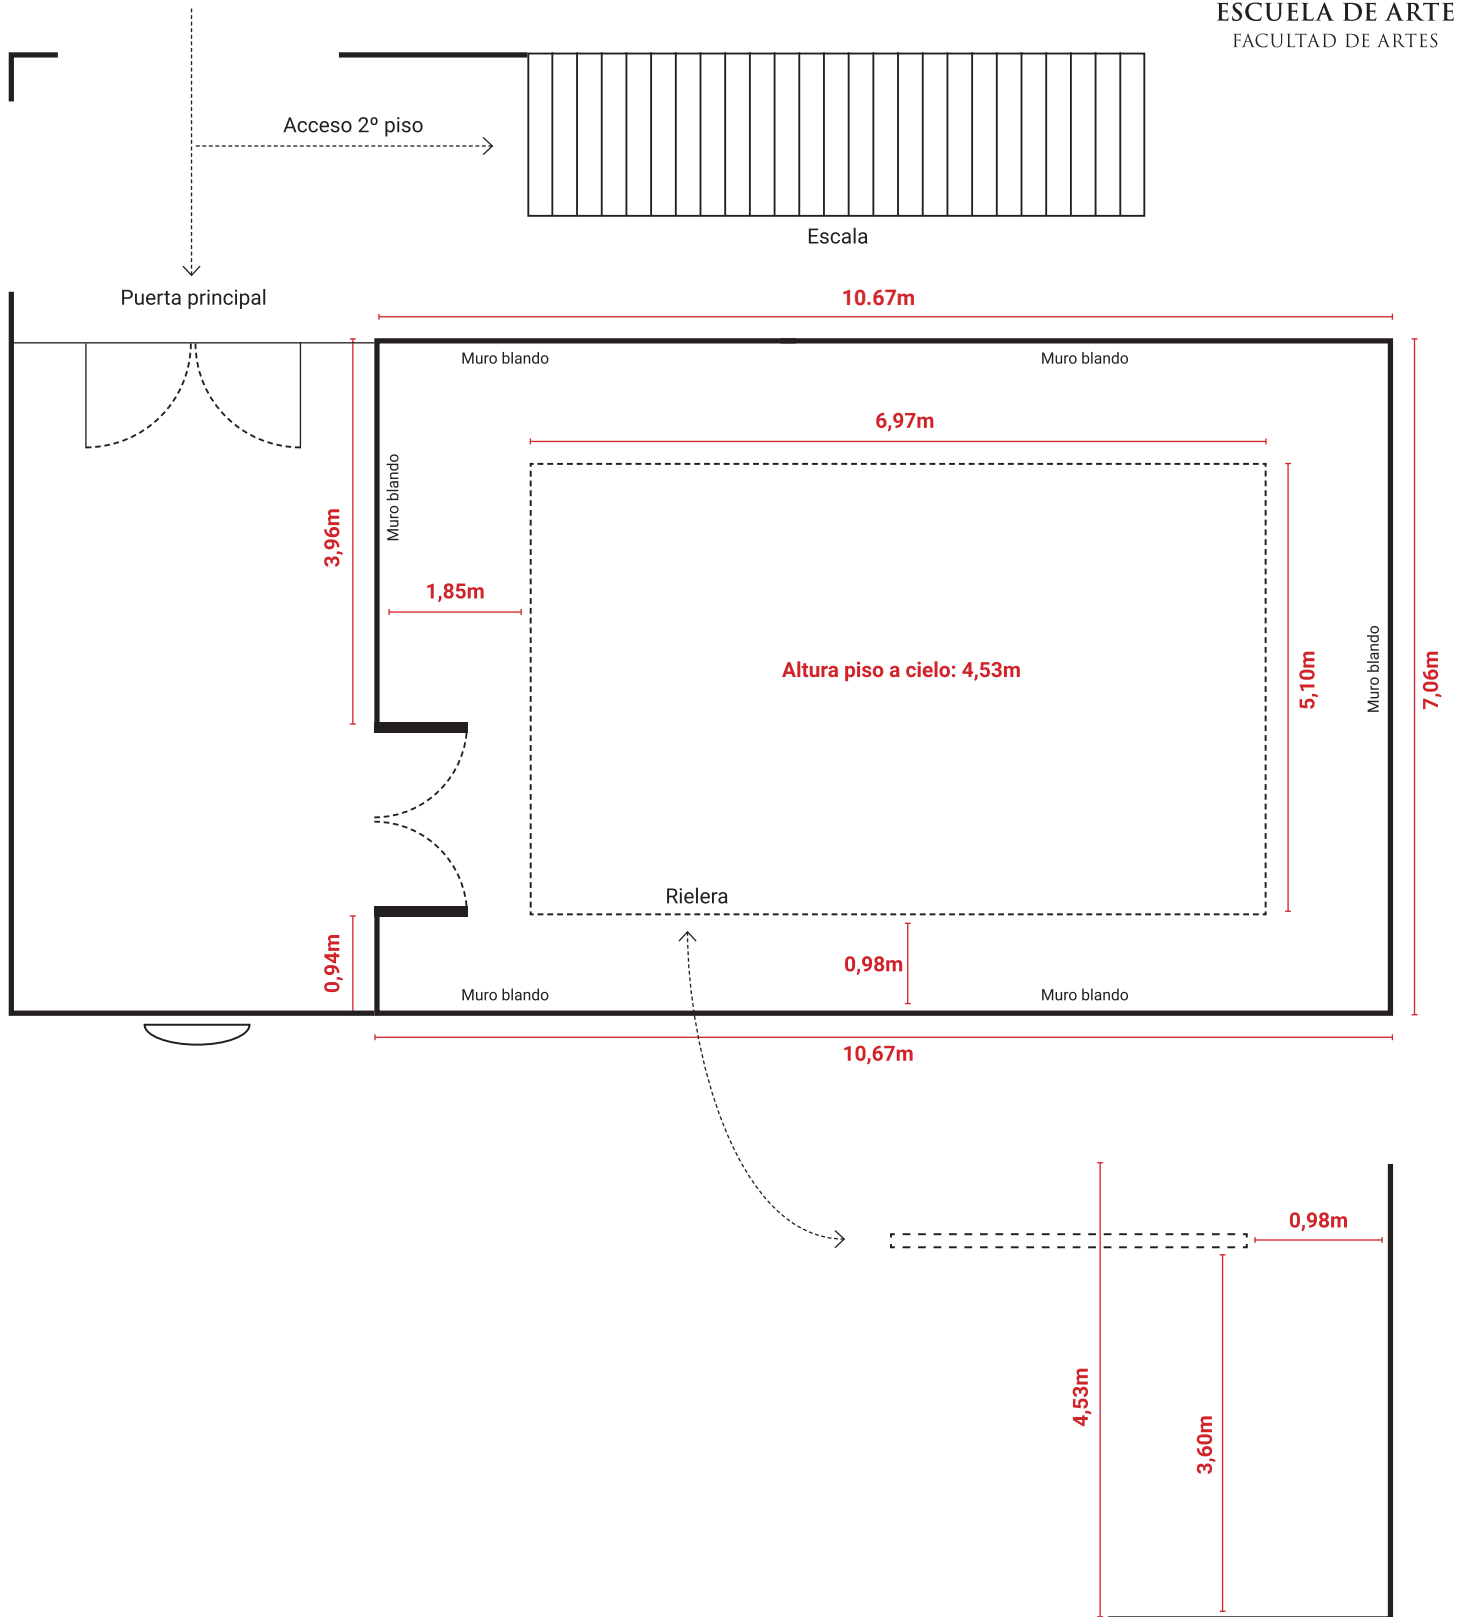 ESCUELA DE ARTE
FACULTAD DE ARTES
Acceso 2º piso
Escala
Puerta principal
10.67m
Muro blando
Muro blando
6,97m
Muro blando
3,96m
1,85m
Altura piso a cielo: 4,53m
5,10m
Muro blando
7,06m
Rielera
0,94m
0,98m
Muro blando
Muro blando
10,67m
0,98m
4,53m
3,60m